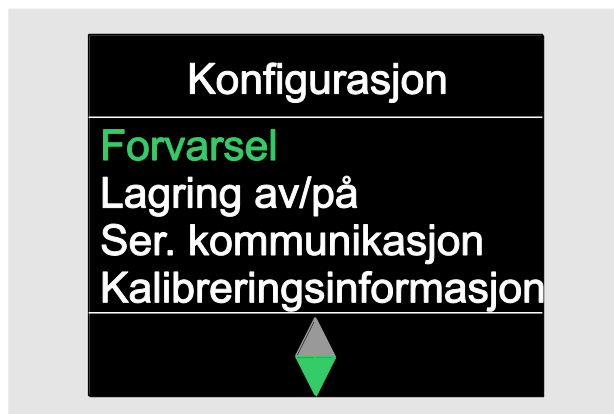 Konfigurasjon
Forvarsel
Lagring av/på
Ser. kommunikasjon
Kalibreringsinformasjon